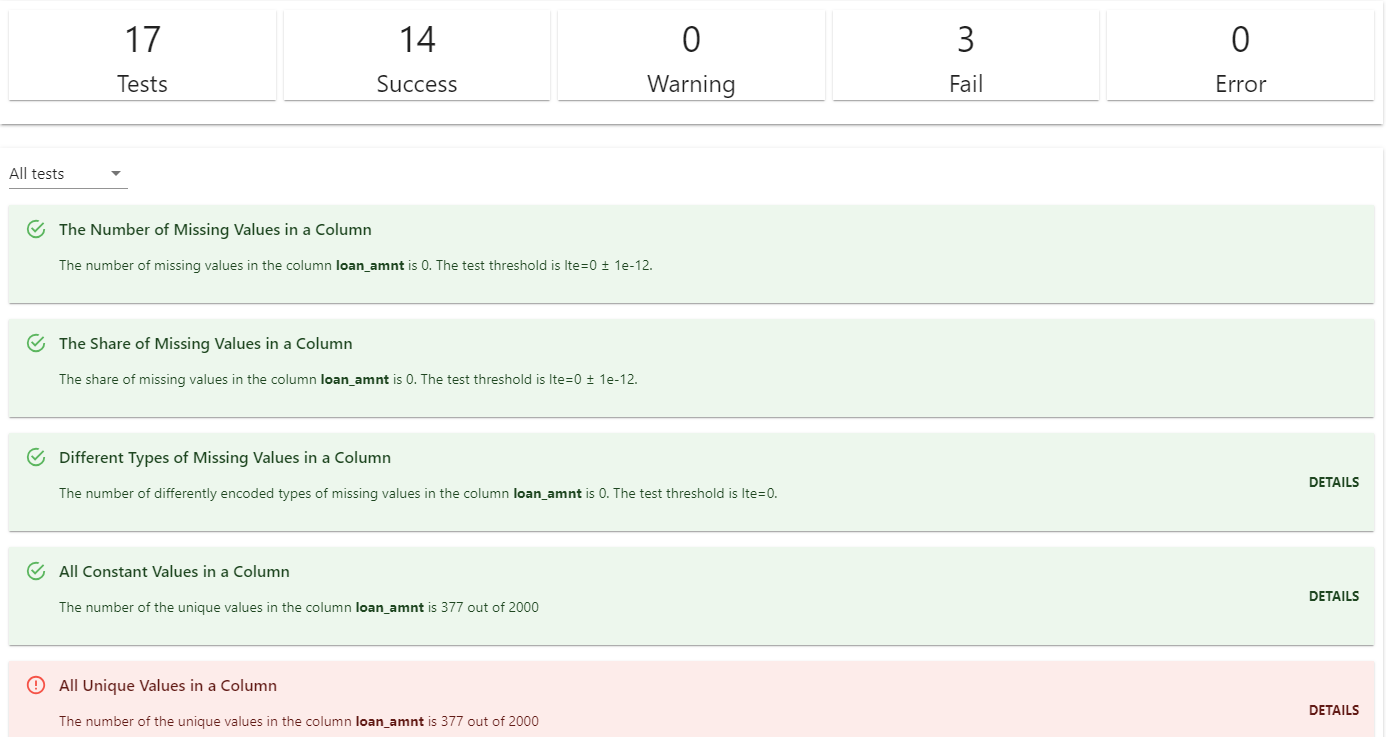 17
Tests
14
Success
0
Warning
3
Fail
0
Error
All tests
The Number of Missing Values in a Column
The number of missing values in the column loan_amnt is 0. The test threshold is lte=0 ± 1e-12.
The Share of Missing Values in a Column
The share of missing values in the column loan_amnt is 0. The test threshold is lte=0 ± 1e-12.
Different Types of Missing Values in a Column
The number of differently encoded types of missing values in the column loan_amnt is 0. The test threshold is lte=0.
DETAILS
All Constant Values in a Column
The number of the unique values in the column loan_amnt is 377 out of 2000
DETAILS
All Unique Values in a Column
The number of the unique values in the column loan_amnt is 377 out of 2000
DETAILS